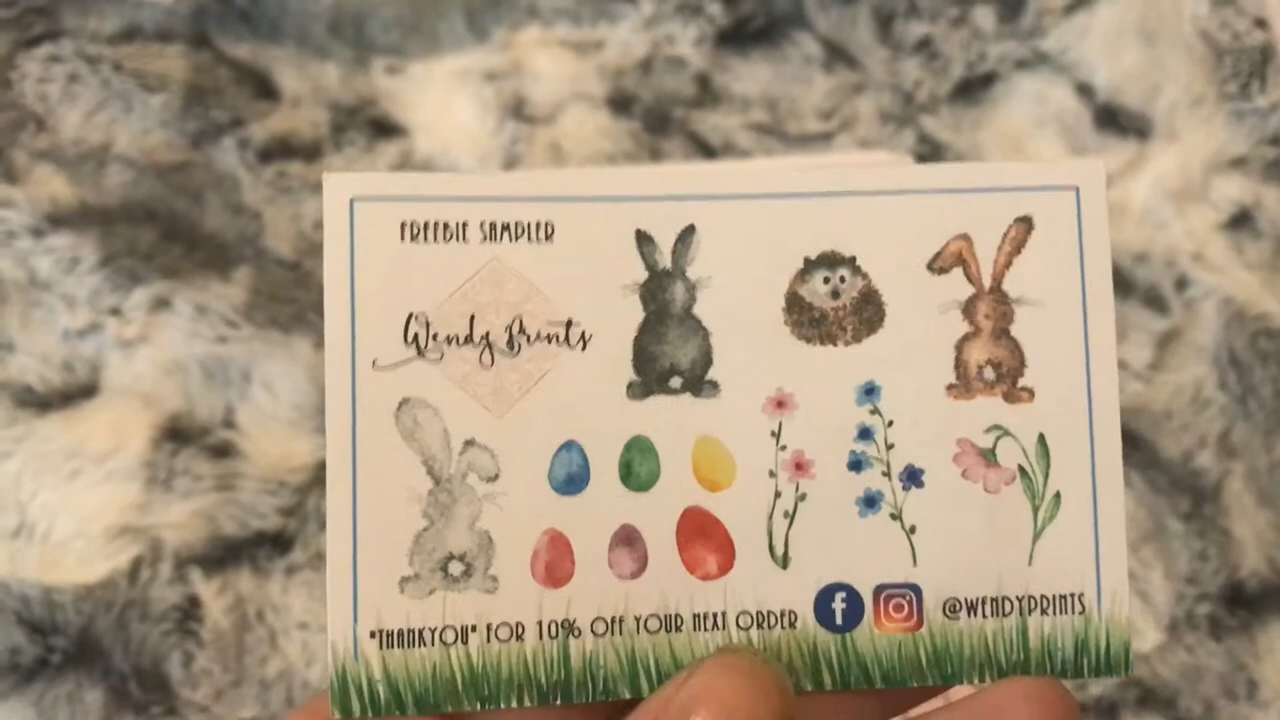 FREEBIE SAMPLER
Wendy Prints
"THANKYOU" FOR 10% OFF YOUR NEXT ORDER
@WENDYPRINTS